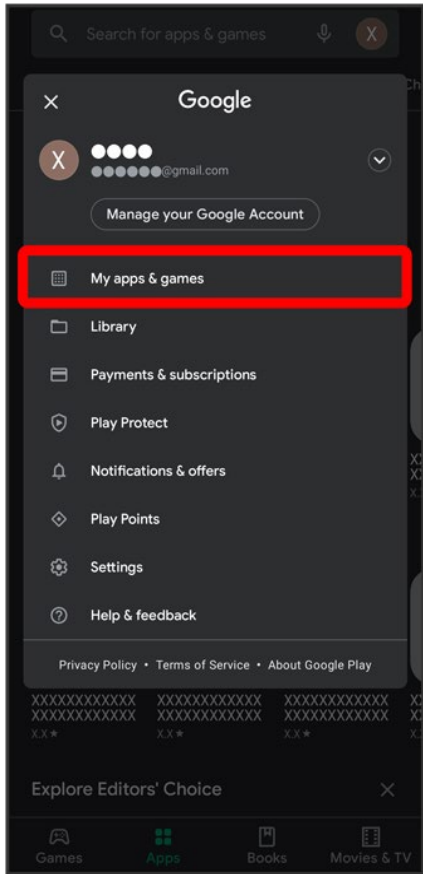 Search for apps & games
X
Ch
Google
X
@gmail.com
Manage your Google Account
My apps & games
Library
Payments & subscriptions
Play Protect
Notifications & offers
Play Points
Settings
Help & feedback
Privacy Policy • Terms of Service • About Google Play
XXXXXXXXXXXX XXXXXXXXXXXX XXXXXXXXXXXX
XXXXXXXXXXXX XXXXXXXXXXXX XXXXXXXXXXXX
X.X★ X.X★ X.X★
Explore Editors' Choice
Games Apps Books Movies & TV